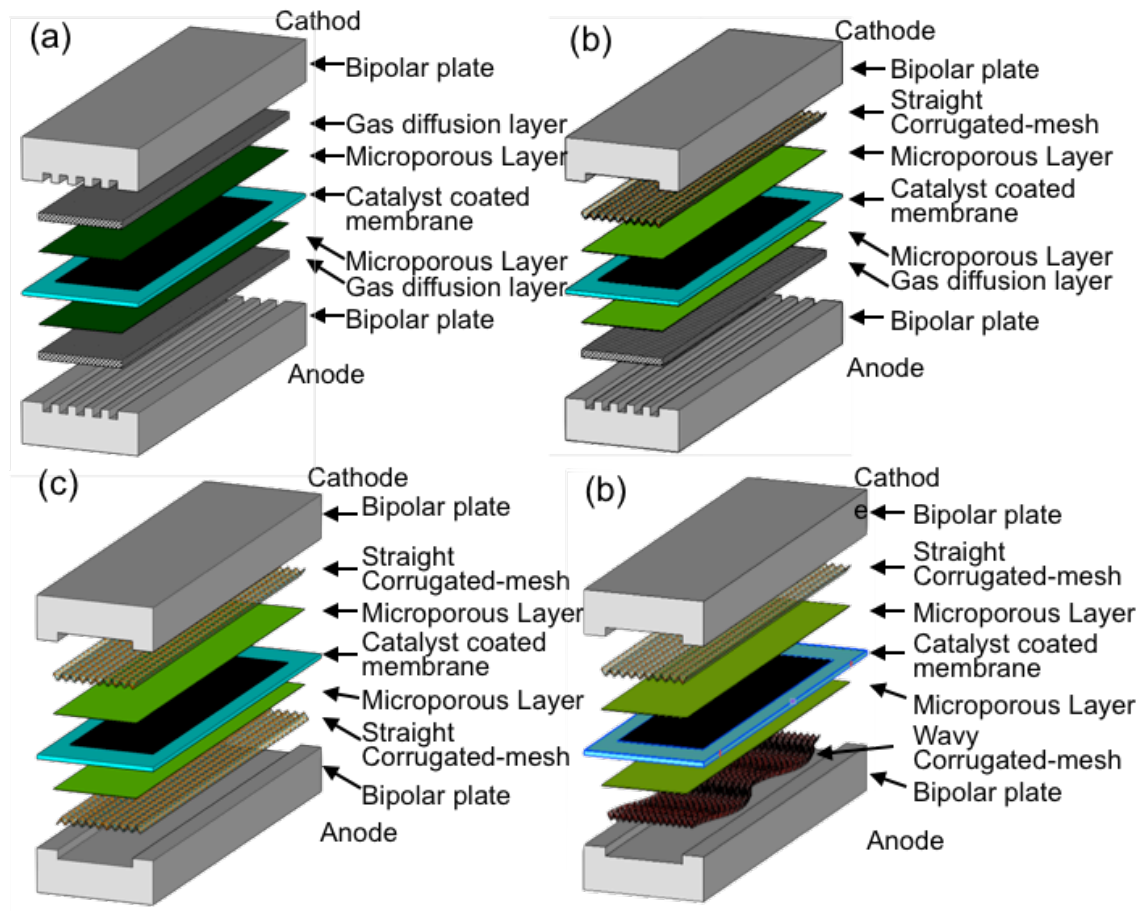 (a)
Cathod
Bipolar plate
Gas diffusion layer
Microporous Layer
Catalyst coated
membrane
Microporous Layer
Gas diffusion layer
Bipolar plate
Anode
(b)
Cathode
Bipolar plate
Straight
Corrugated-mesh
Microporous Layer
Catalyst coated
membrane
Microporous Layer
Gas diffusion layer
Bipolar plate
Anode
(c)
Cathode
Bipolar plate
Straight
Corrugated-mesh
Microporous Layer
Catalyst coated
membrane
Microporous Layer
Straight
Corrugated-mesh
Bipolar plate
Anode
(b)
Cathod
e
Bipolar plate
Straight
Corrugated-mesh
Microporous Layer
Catalyst coated
membrane
Microporous Layer
Wavy
Corrugated-mesh
Bipolar plate
Anode